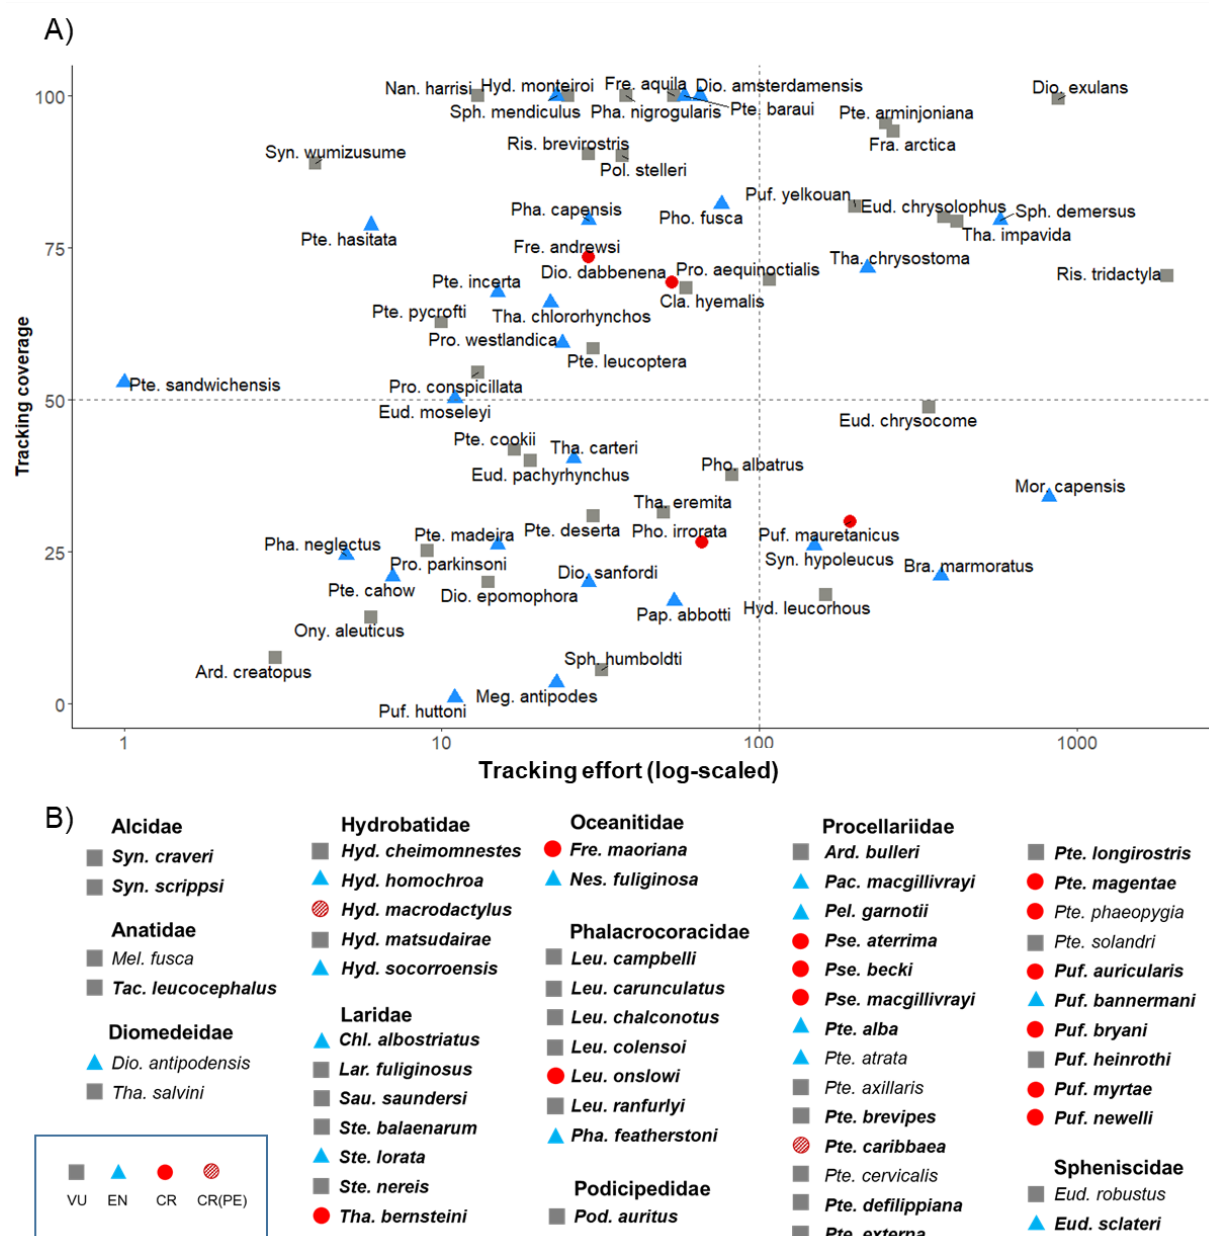 A)
Tracking coverage
100
75
50
25
0
Nan. harrisi
Hyd. monteiroi
Fre. aquila
Dio. amsterdamensis
Dio. exulans
Sph. mendiculus
Pha. nigrogularis
Pte. baraui
Pte. arminjoniana
Fra. arctica
Syn. wumizusume
Ris. brevirostris
Pol. stelleri
Puf. yelkouan
Eud. chrysolophus
Sph. demersus
Pha. capensis
Pho. fusca
Tha. impavida
Pte. hasitata
Fre. andrewsi
Tha. chrysostoma
Dio. dabbenena
Pro. aequinoctialis
Ris. tridactyla
Pte. incerta
Cla. hyemalis
Pte. pycrofti
Tha. chlororhynchos
Pro. westlandica
Pte. leucoptera
Pte. sandwichensis
Pro. conspicillata
Eud. moseleyi
Eud. chrysocome
Pte. cookii
Tha. carteri
Pho. albatrus
Eud. pachyrhynchus
Mor. capensis
Tha. eremita
Pte. madeira
Pte. deserta
Pho. irrorata
Puf. mauretanicus
Pha. neglectus
Pro. parkinsoni
Syn. hypoleucus
Dio. sanfordi
Bra. marmoratus
Pte. cahow
Dio. epomophora
Pap. abbotti
Hyd. leucorhous
Ony. aleuticus
Sph. humboldti
Ard. creatopus
Meg. antipodes
Puf. huttoni
1
10
100
1000
Tracking effort (log-scaled)
B)
Alcidae
Syn. craveri
Syn. scrippsi
Anatidae
Mel. fusca
Tac. leucocephalus
Diomedeidae
Dio. antipodensis
Tha. salvini
VU
EN
CR
CR(PE)
Hydrobatidae
Hyd. cheimomnestes
Hyd. homochroa
Hyd. macrodactylus
Hyd. matsudairae
Hyd. socorroensis
Laridae
Chl. albostriatus
Lar. fuliginosus
Sau. saundersi
Ste. balaenarum
Ste. lorata
Ste. nereis
Tha. bernsteini
Oceanitidae
Fre. maoriana
Nes. fuliginosa
Phalacrocoracidae
Leu. campbelli
Leu. carunculatus
Leu. chalconotus
Leu. colensoi
Leu. onslowi
Leu. ranfurlyi
Pha. featherstoni
Podicipedidae
Pod. auritus
Procellariidae
Ard. bulleri
Pac. macgillivrayi
Pel. garnotii
Pse. aterrima
Pse. becki
Pse. macgillivrayi
Pte. alba
Pte. atrata
Pte. axillaris
Pte. brevipes
Pte. caribbaea
Pte. cervicalis
Pte. defilippiana
Pte. externa
Pte. longirostris
Pte. magentae
Pte. phaeopygia
Pte. solandri
Puf. auricularis
Puf. bannermani
Puf. bryani
Puf. heinrothi
Puf. myrtae
Puf. newelli
Spheniscidae
Eud. robustus
Eud. sclateri